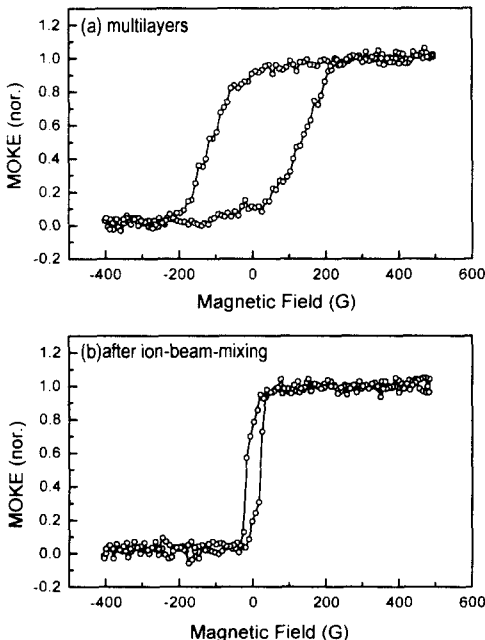 (a) multilayers
1.2
1.0
0.8
0.6
0.4
0.2
0.0
-0.2
MOKE (nor.)
-400 -200 0 200 400 600
Magnetic Field (G)
(b)after ion-beam-mixing
1.2
1.0
0.8
0.6
0.4
0.2
0.0
-0.2
MOKE (nor.)
-400 -200 0 200 400 600
Magnetic Field (G)